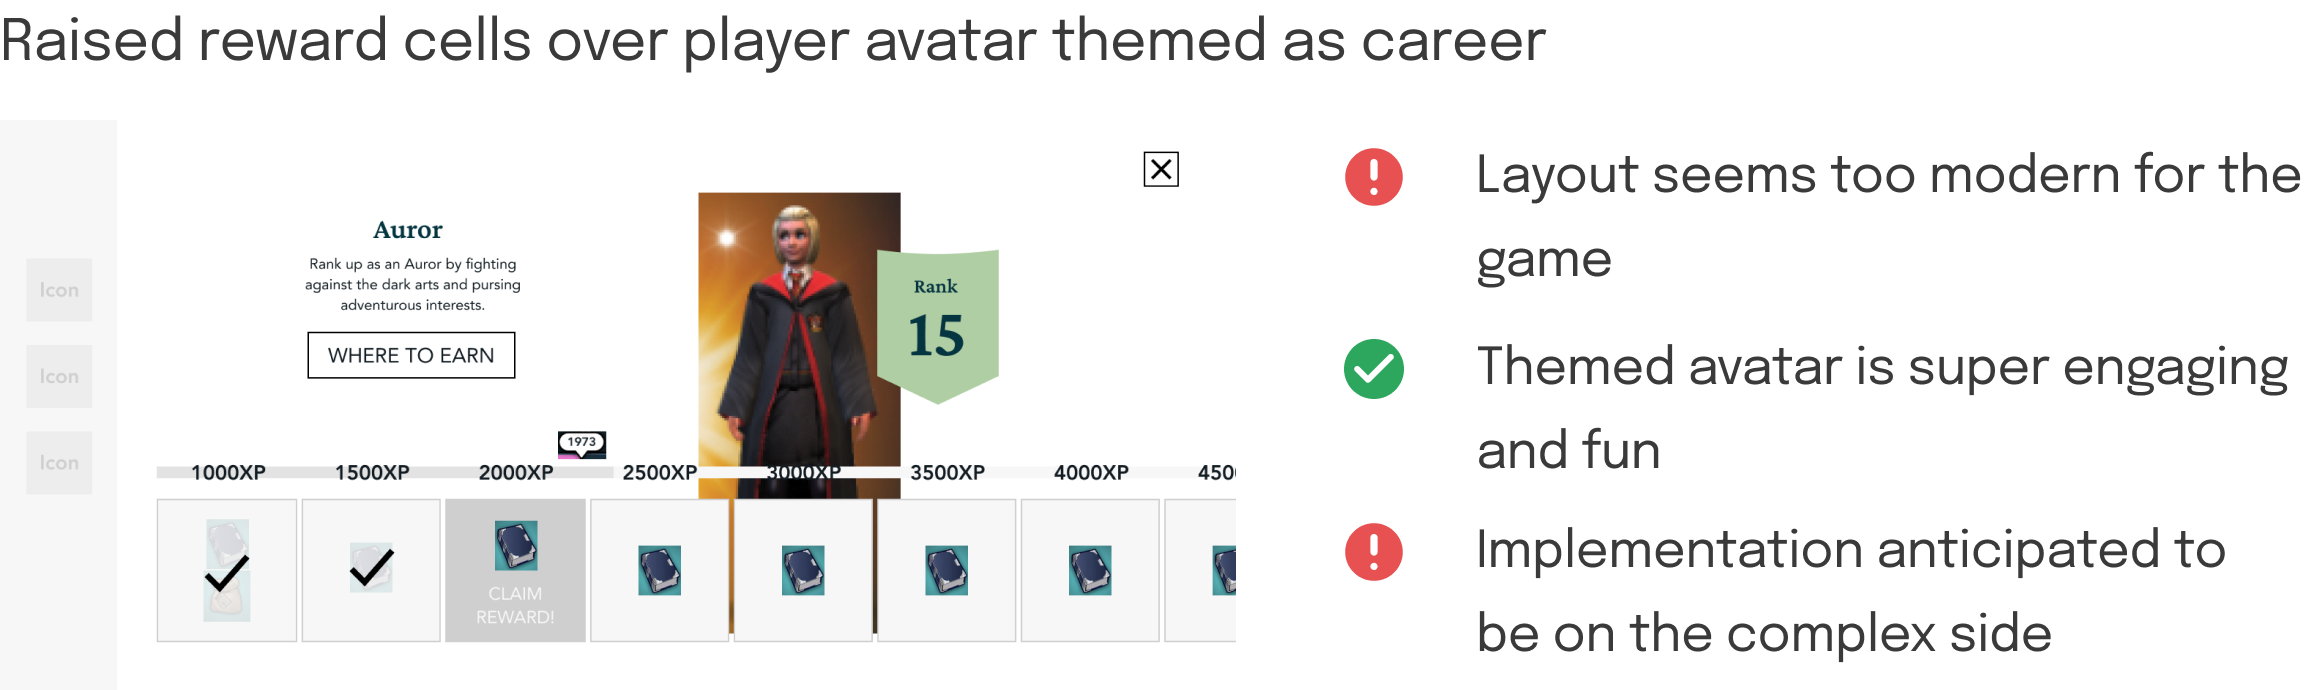 Raised reward cells over player avatar themed as career
Icon
Icon
Icon
Auror
Rank up as an Auror by fighting
against the dark arts and pursing
adventurous interests.
WHERE TO EARN
Rank
15
1973
1000XP
1500XP
2000XP
2500XP
3000XP
3500XP
4000XP
450
CLAIM
REWARD!
Layout seems too modern for the
game
Themed avatar is super engaging
and fun
Implementation anticipated to
be on the complex side